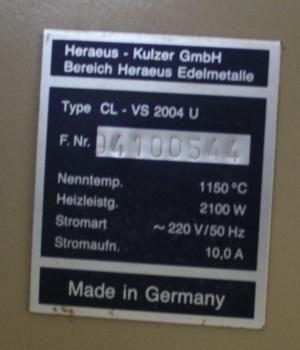 Heraeus - Kulzer GmbH
Bereich Heraeus Edelmetalle
Type CL - VS 2004 U
F. Nr. 94100544
Nenntemp. 1150 °C
Heizleistg. 2100 W
Stromart ~ 220 V/50 Hz
Stromaufn. 10,0 A
Made in Germany